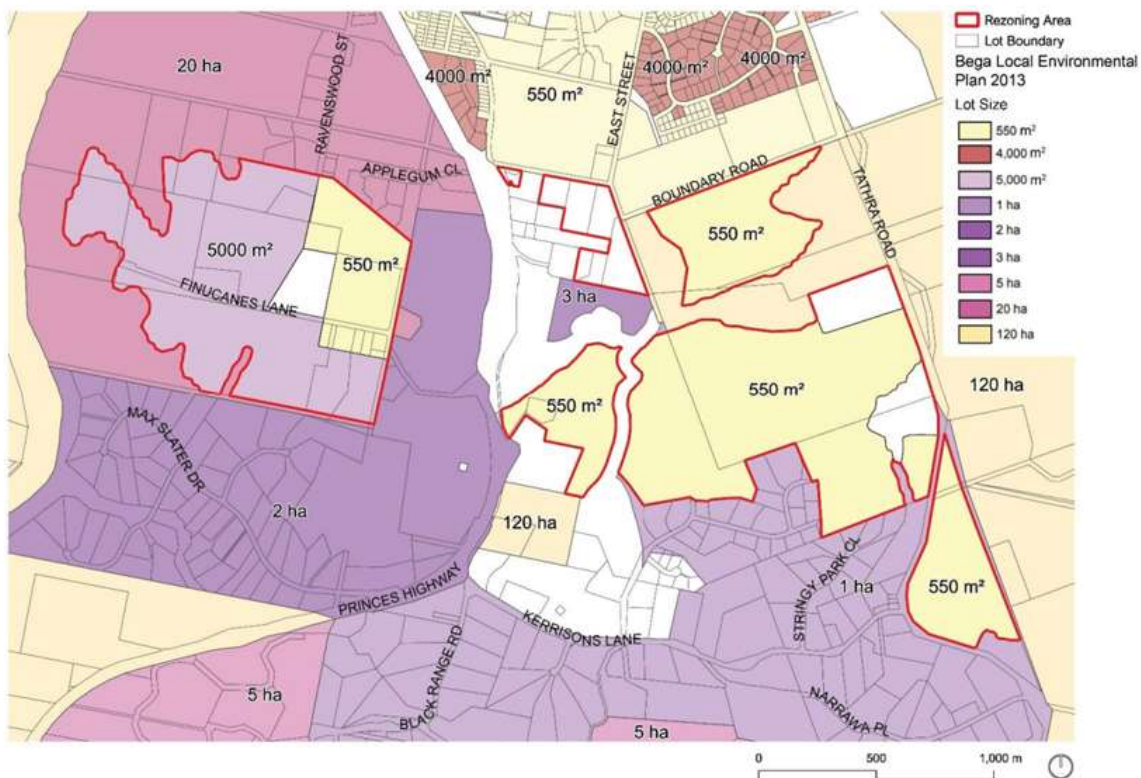 Rezoning Area
Lot Boundary
Bega Local Environmental
Plan 2013
Lot Size
550 m²
4,000 m²
5,000 m²
1 ha
2 ha
3 ha
5 ha
20 ha
120 ha
20 ha
RAVENSWOOD ST
4000 m²
550 m²
EAST STREET
4000 m²
4000 m²
APPLEGUM CL
BOUNDARY ROAD
TATHRA ROAD
5000 m²
550 m²
550 m²
FINUCANES LANE
3 ha
550 m²
550 m²
120 ha
MAX SLATER DR
2 ha
120 ha
PRINCES HIGHWAY
KERRISONS LANE
STRINGY PARK CL
1 ha
550 m²
5 ha
BLACK RANGE RD
5 ha
NARRAWA PL
0 500 1,000 m